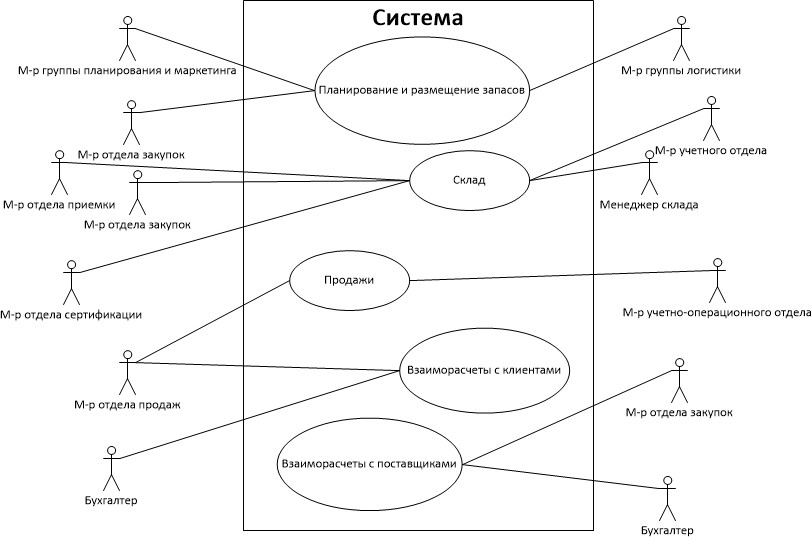 Система
М-р группы планирования и маркетинга
М-р группы логистики
Планирование и размещение запасов
М-р отдела закупок
М-р учетного отдела
М-р отдела приемки
Склад
Менеджер склада
М-р отдела закупок
Продажи
М-р отдела сертификации
М-р учетно-операционного отдела
Взаиморасчеты с клиентами
М-р отдела продаж
М-р отдела закупок
Взаиморасчеты с поставщиками
Бухгалтер
Бухгалтер